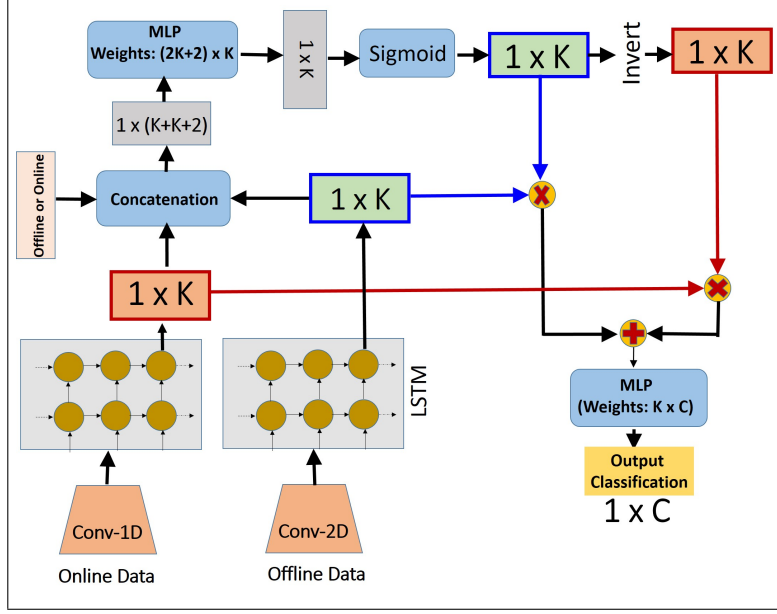 MLP
Weights: (2K+2) x K
1 x K
Sigmoid
1 x K
Invert
1 x K
1 x (K+K+2)
Offline or Online
Concatenation
1 x K
1 x K
LSTM
MLP
(Weights: K x C)
Output
Classification
1 x C
Conv-1D
Conv-2D
Online Data
Offline Data